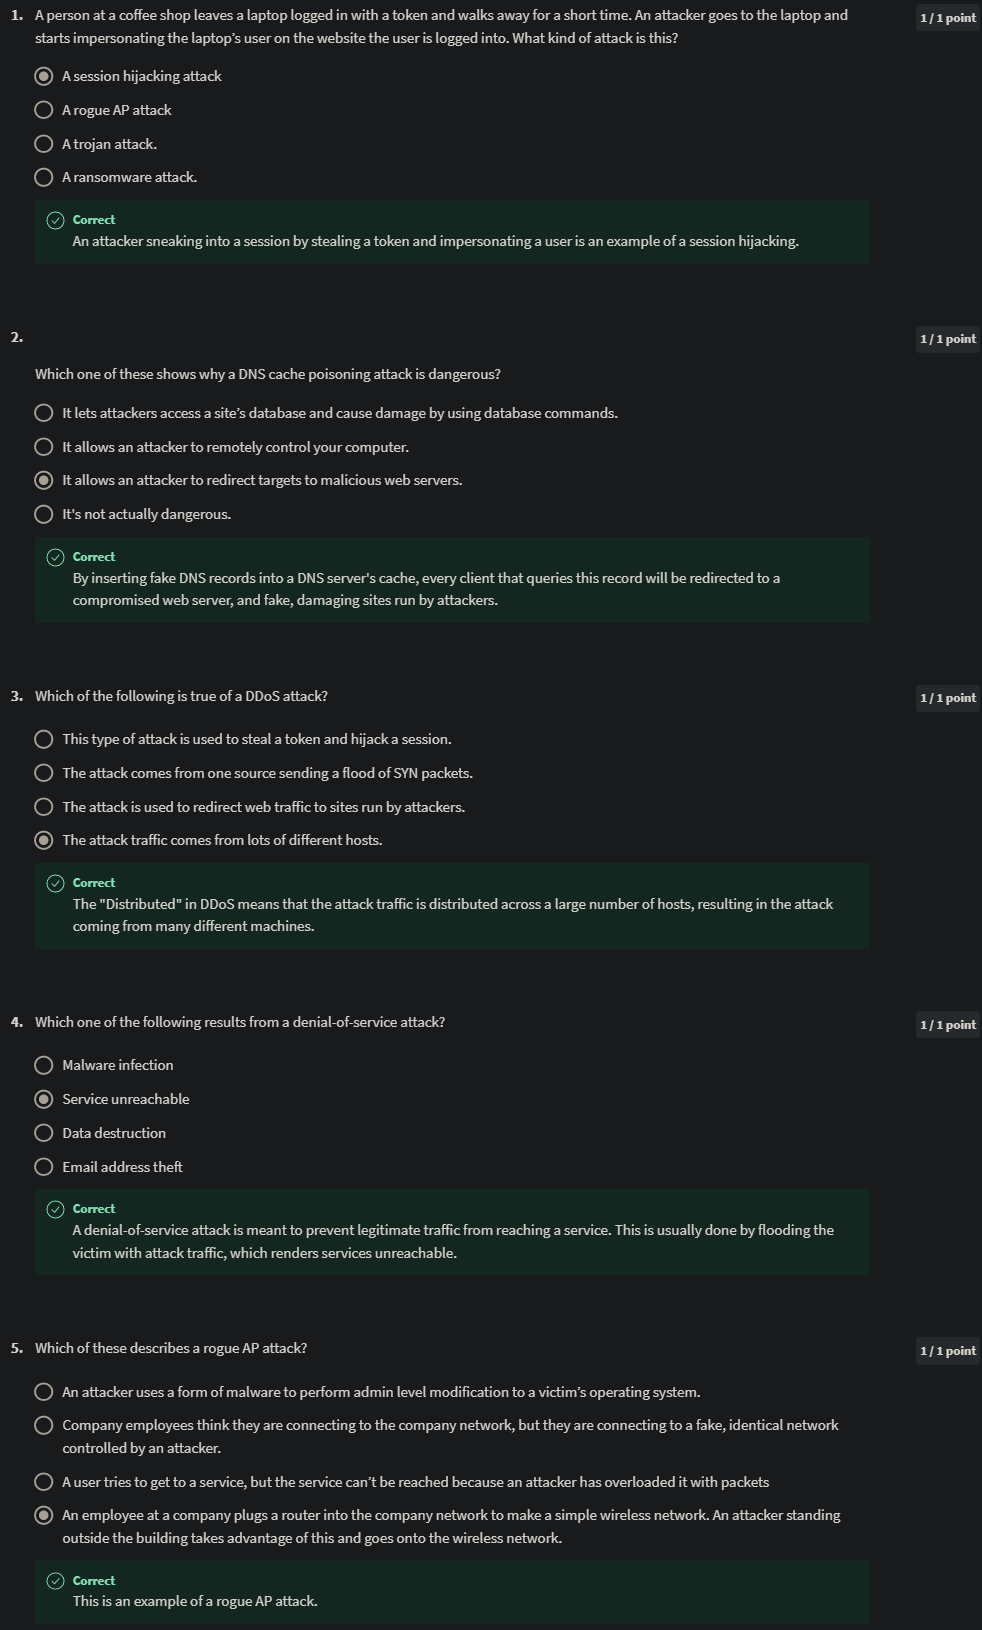 1. A person at a coffee shop leaves a laptop logged in with a token and walks away for a short time. An attacker goes to the laptop and
1 / 1 point
starts impersonating the laptop's user on the website the user is logged into. What kind of attack is this?
A session hijacking attack
A rogue AP attack
A trojan attack.
A ransomware attack.
Correct
An attacker sneaking into a session by stealing a token and impersonating a user is an example of a session hijacking.
2.
1 / 1 point
Which one of these shows why a DNS cache poisoning attack is dangerous?
It lets attackers access a site's database and cause damage by using database commands.
It allows an attacker to remotely control your computer.
It allows an attacker to redirect targets to malicious web servers.
It's not actually dangerous.
Correct
By inserting fake DNS records into a DNS server's cache, every client that queries this record will be redirected to a
compromised web server, and fake, damaging sites run by attackers.
3. Which of the following is true of a DDoS attack?
1 / 1 point
This type of attack is used to steal a token and hijack a session.
The attack comes from one source sending a flood of SYN packets.
The attack is used to redirect web traffic to sites run by attackers.
The attack traffic comes from lots of different hosts.
Correct
The "Distributed" in DDoS means that the attack traffic is distributed across a large number of hosts, resulting in the attack
coming from many different machines.
4. Which one of the following results from a denial-of-service attack?
1 / 1 point
Malware infection
Service unreachable
Data destruction
Email address theft
Correct
A denial-of-service attack is meant to prevent legitimate traffic from reaching a service. This is usually done by flooding the
victim with attack traffic, which renders services unreachable.
5. Which of these describes a rogue AP attack?
1 / 1 point
An attacker uses a form of malware to perform admin level modification to a victim's operating system.
Company employees think they are connecting to the company network, but they are connecting to a fake, identical network
controlled by an attacker.
A user tries to get to a service, but the service can't be reached because an attacker has overloaded it with packets
An employee at a company plugs a router into the company network to make a simple wireless network. An attacker standing
outside the building takes advantage of this and goes onto the wireless network.
Correct
This is an example of a rogue AP attack.